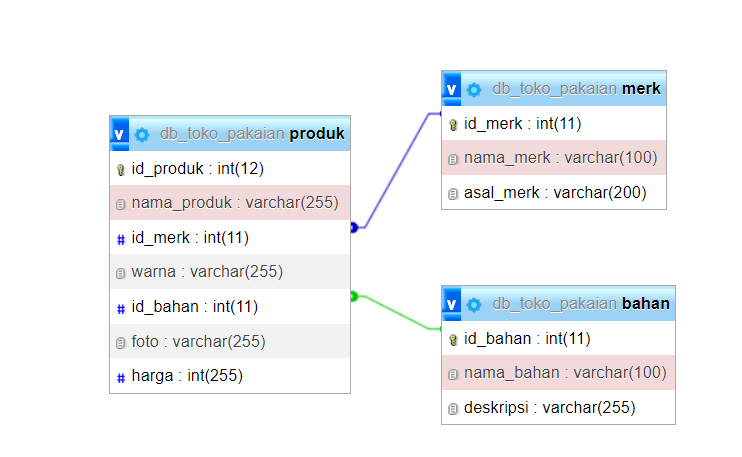 v db_toko_pakaian produk
id_produk : int(12)
nama_produk : varchar(255)
# id_merk : int(11)
warna : varchar(255)
# id_bahan : int(11)
foto : varchar(255)
# harga : int(255)
v db_toko_pakaian merk
id_merk : int(11)
nama_merk : varchar(100)
asal_merk : varchar(200)
v db_toko_pakaian bahan
id_bahan : int(11)
nama_bahan : varchar(100)
deskripsi : varchar(255)